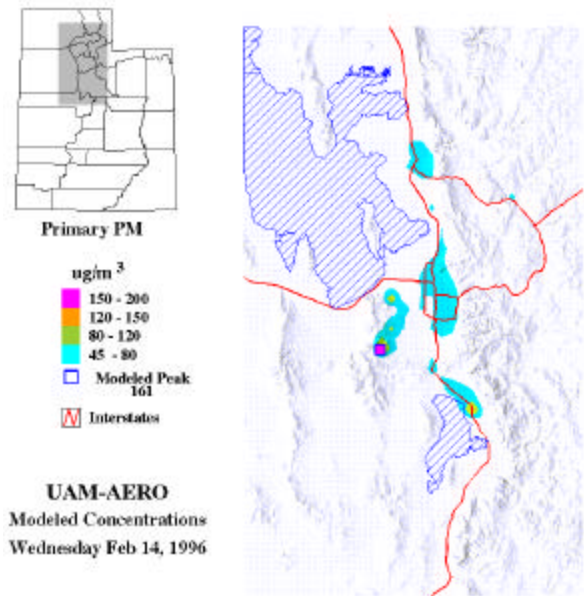 Primary PM
ug/m 3
150 - 200
120 - 150
80 - 120
45 - 80
Modeled Peak
161
Interstates
UAM-AERO
Modeled Concentrations
Wednesday Feb 14, 1996